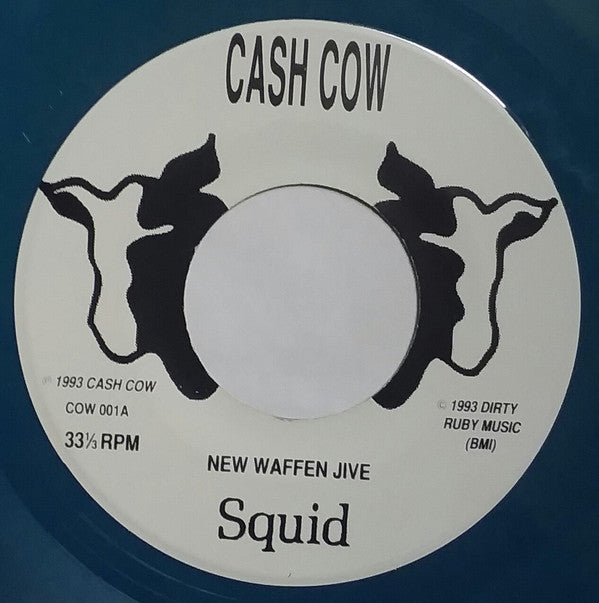 CASH COW
℗ 1993 CASH COW
COW 001A
33⅓ RPM
© 1993 DIRTY
RUBY MUSIC
(BMI)
NEW WAFFEN JIVE
Squid